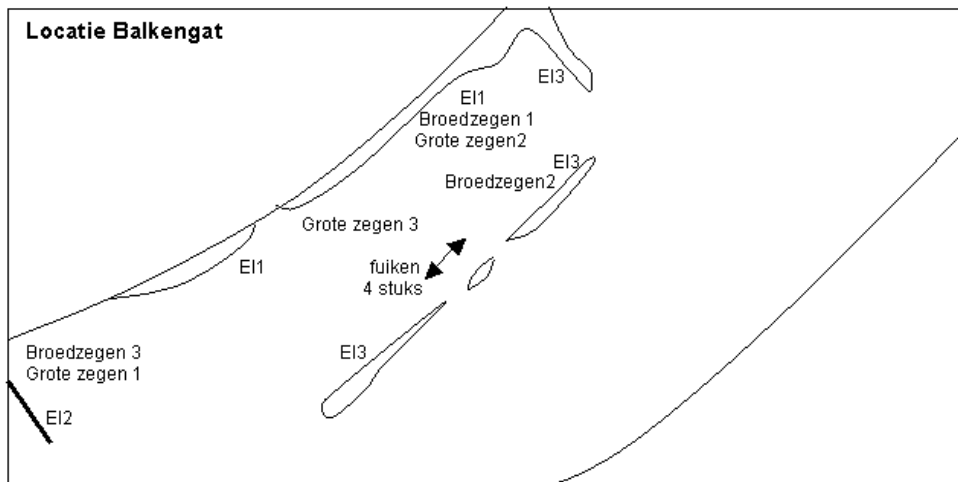 Locatie Balkengat
El3
El1
Broedzegen 1
Grote zegen2
El3
Broedzegen2
Grote zegen 3
El1
fuiken
4 stuks
El3
Broedzegen 3
Grote zegen 1
El2